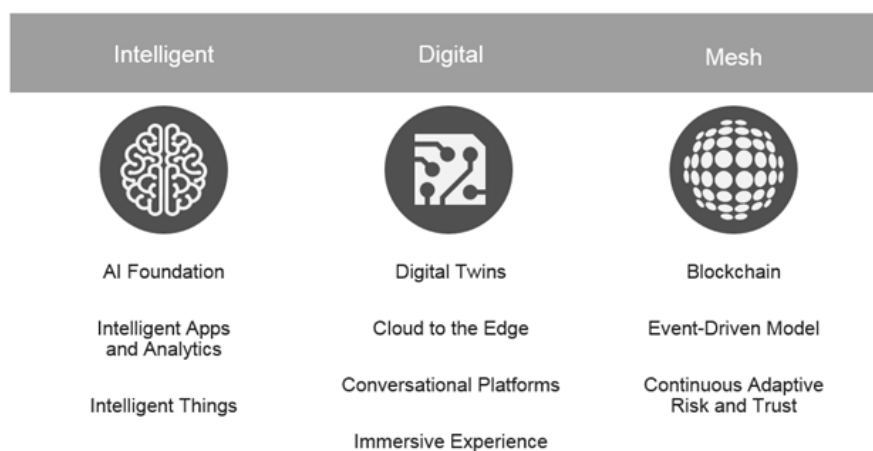 Intelligent
Digital
Mesh
AI Foundation
Intelligent Apps
and Analytics
Intelligent Things
Digital Twins
Cloud to the Edge
Conversational Platforms
Immersive Experience
Blockchain
Event-Driven Model
Continuous Adaptive
Risk and Trust